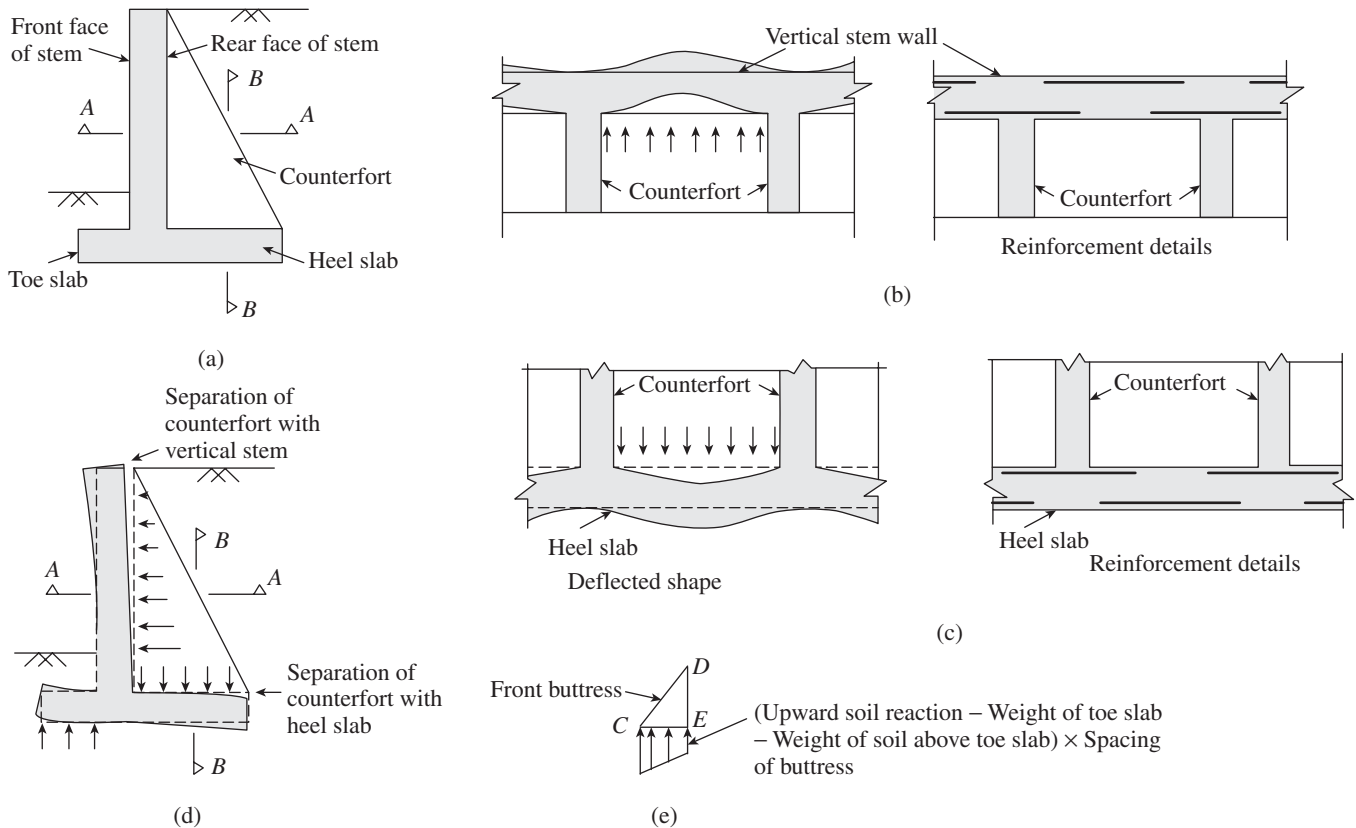 Front face
of stem
Rear face of stem
B
A
A
Counterfort
Heel slab
Toe slab
B
(a)
Vertical stem wall
Counterfort
Counterfort
Reinforcement details
(b)
Counterfort
Heel slab
Deflected shape
Counterfort
Heel slab
Reinforcement details
(c)
Separation of
counterfort with
vertical stem
B
A
A
Separation of
counterfort with
heel slab
B
(d)
D
Front buttress
C
E
(Upward soil reaction – Weight of toe slab
– Weight of soil above toe slab) × Spacing
of buttress
(e)